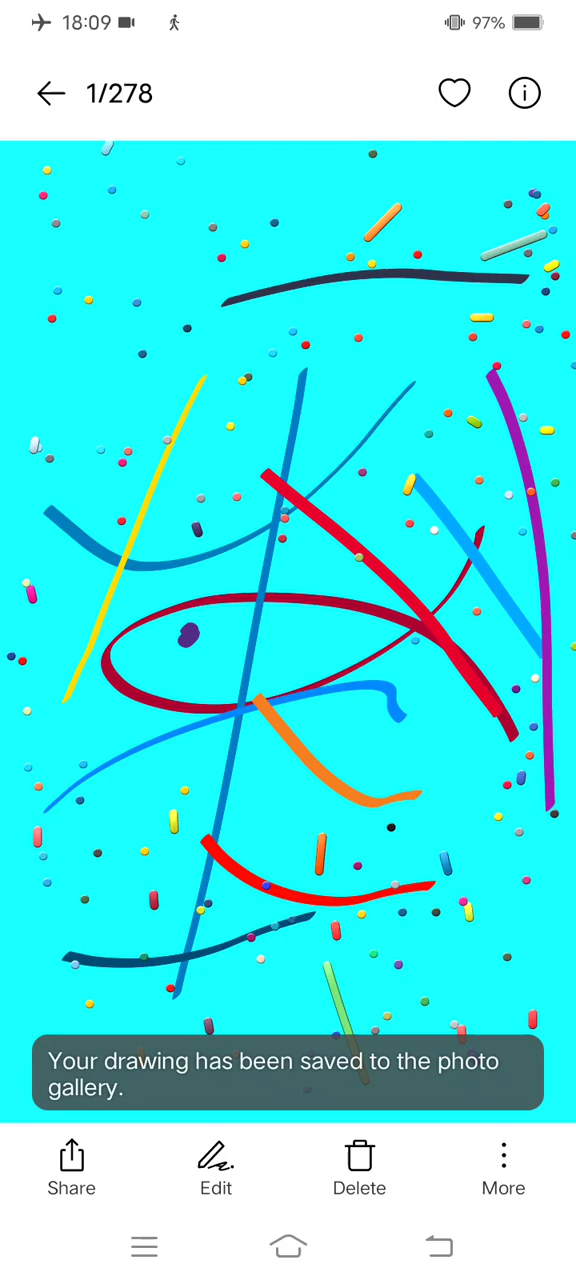 18:09
97%
1/278
Your drawing has been saved to the photo
gallery.
Share
Edit
Delete
More